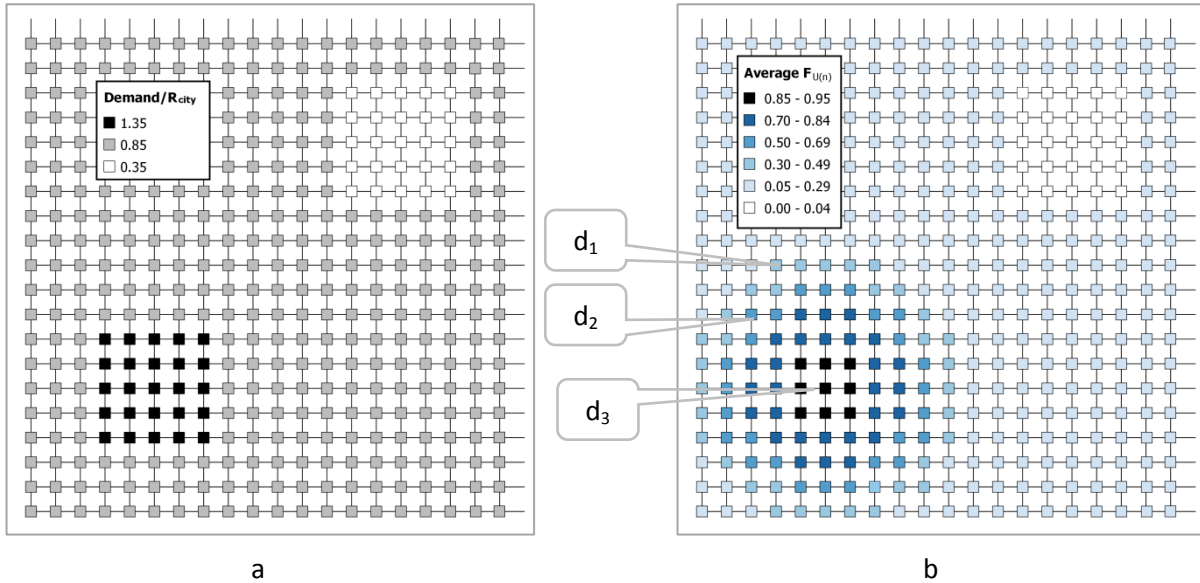 Demand/Rcity
1.35
0.85
0.35
Average FU(n)
0.85 - 0.95
0.70 - 0.84
0.50 - 0.69
0.30 - 0.49
0.05 - 0.29
0.00 - 0.04
d1
d2
d3
a
b